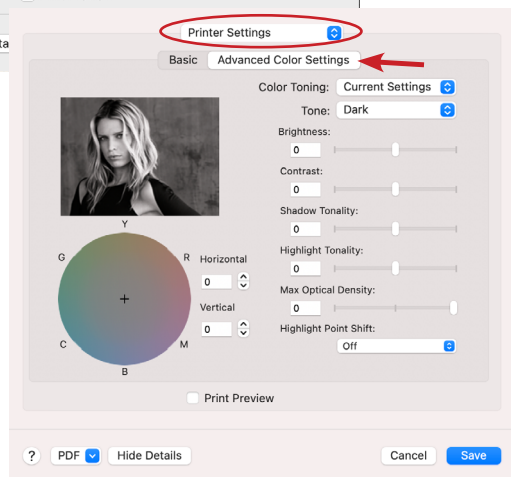 ta
Printer Settings
Basic Advanced Color Settings
Color Toning: Current Settings
Tone: Dark
Brightness:
0
Contrast:
0
Shadow Tonality:
0
Highlight Tonality:
0
Max Optical Density:
0
Highlight Point Shift:
Off
Y
G R
C M
B
Horizontal
0
Vertical
0
Print Preview
? PDF Hide Details Cancel Save